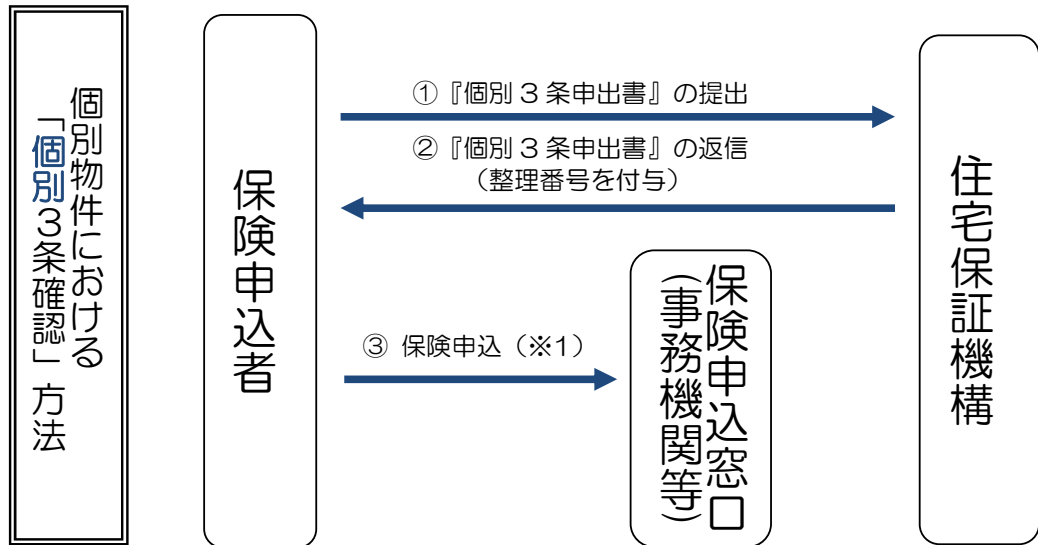 個別物件における
「個別３条確認」方法
保険申込者
①『個別３条申出書』の提出
②『個別３条申出書』の返信
（整理番号を付与）
③ 保険申込（※1）
保険申込窓口
（事務機関等）
住宅保証機構